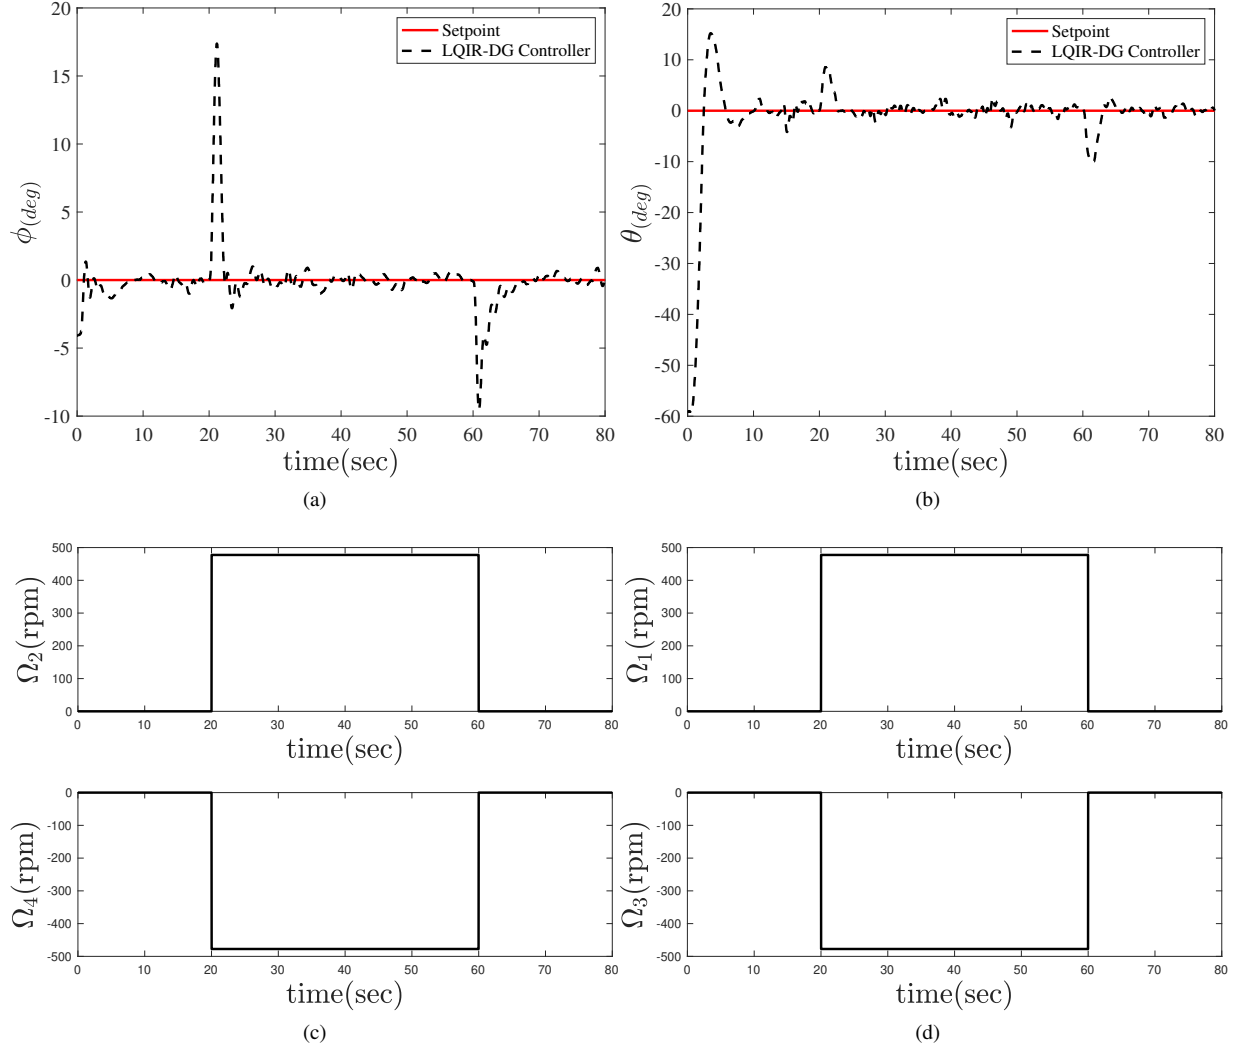 20
15
10
5
0
-5
-10
ϕ(deg)
Setpoint
LQIR-DG Controller
0 10 20 30 40 50 60 70 80
time(sec)
(a)
20
10
0
-10
-20
-30
-40
-50
-60
θ(deg)
Setpoint
LQIR-DG Controller
0 10 20 30 40 50 60 70 80
time(sec)
(b)
500
400
300
200
100
0
Ω2(rpm)
0 10 20 30 40 50 60 70 80
time(sec)
0
-100
-200
-300
-400
-500
Ω4(rpm)
0 10 20 30 40 50 60 70 80
time(sec)
(c)
500
400
300
200
100
0
Ω1(rpm)
0 10 20 30 40 50 60 70 80
time(sec)
0
-100
-200
-300
-400
-500
Ω3(rpm)
0 10 20 30 40 50 60 70 80
time(sec)
(d)